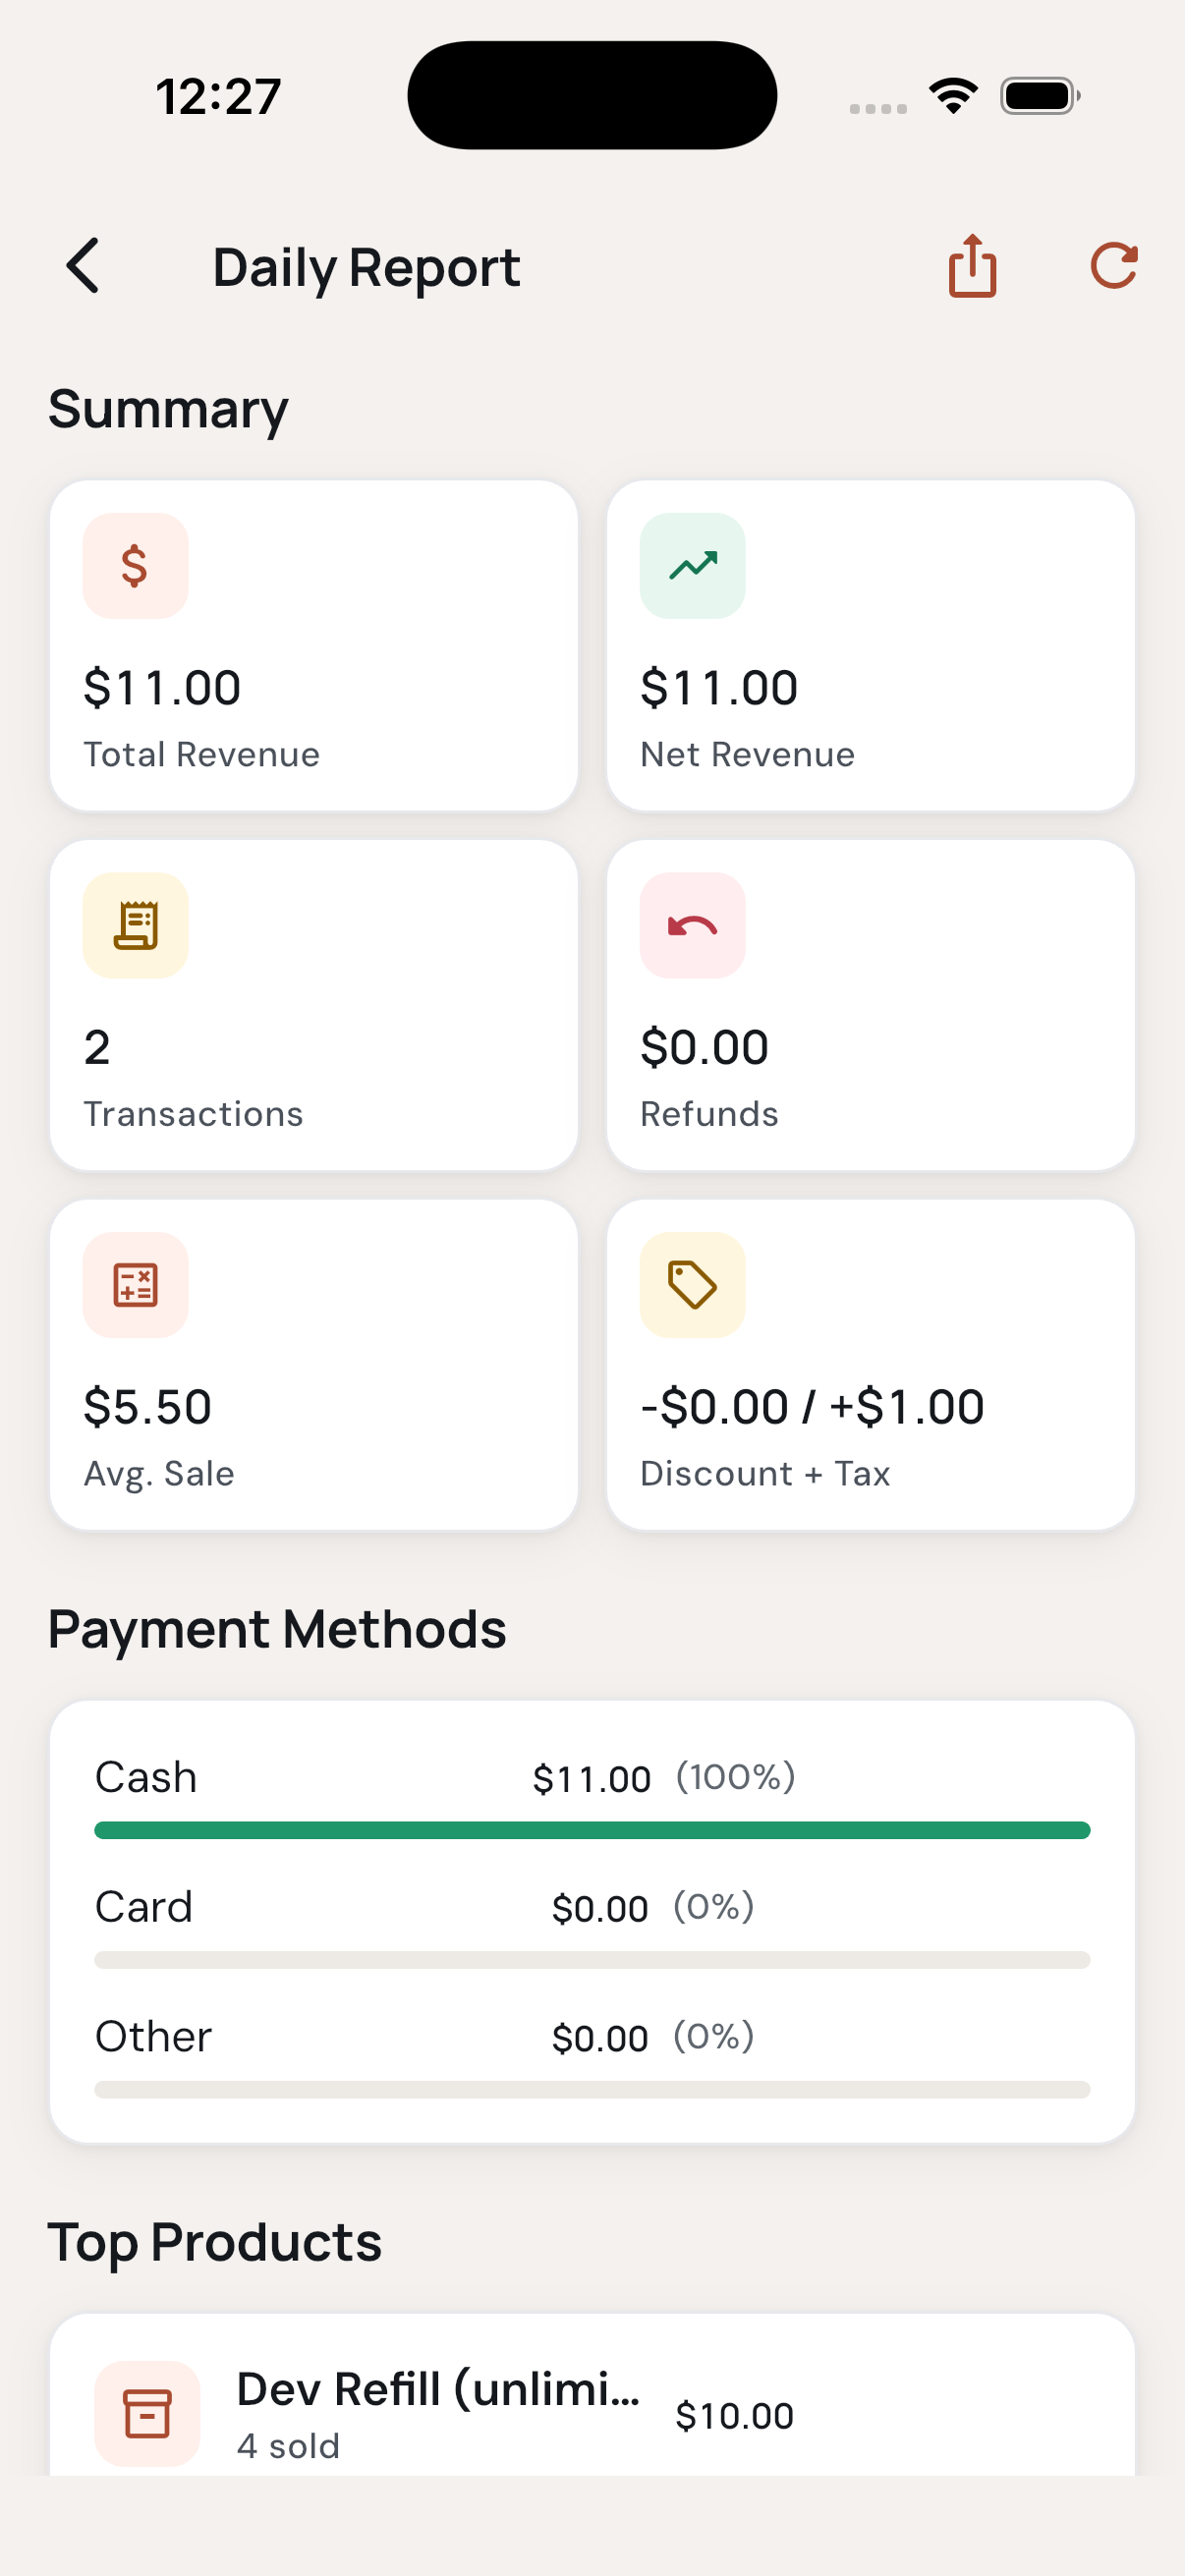 12:27
Daily Report
Summary
$11.00
Total Revenue
$11.00
Net Revenue
2
Transactions
$0.00
Refunds
$5.50
Avg. Sale
-$0.00 / +$1.00
Discount + Tax
Payment Methods
Cash $11.00 (100%)
Card $0.00 (0%)
Other $0.00 (0%)
Top Products
Dev Refill (unlimi... $10.00
4 sold